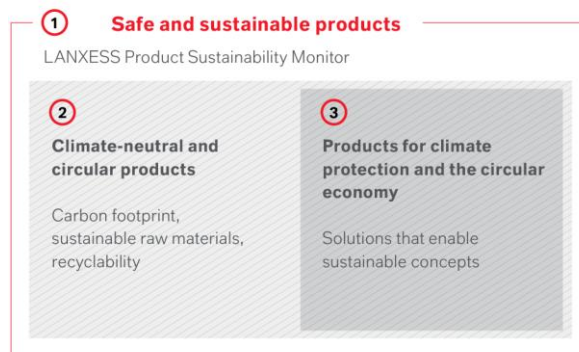 1 Safe and sustainable products
LANXESS Product Sustainability Monitor
2
Climate-neutral and
circular products
Carbon footprint,
sustainable raw materials,
recyclability
3
Products for climate
protection and the circular
economy
Solutions that enable
sustainable concepts